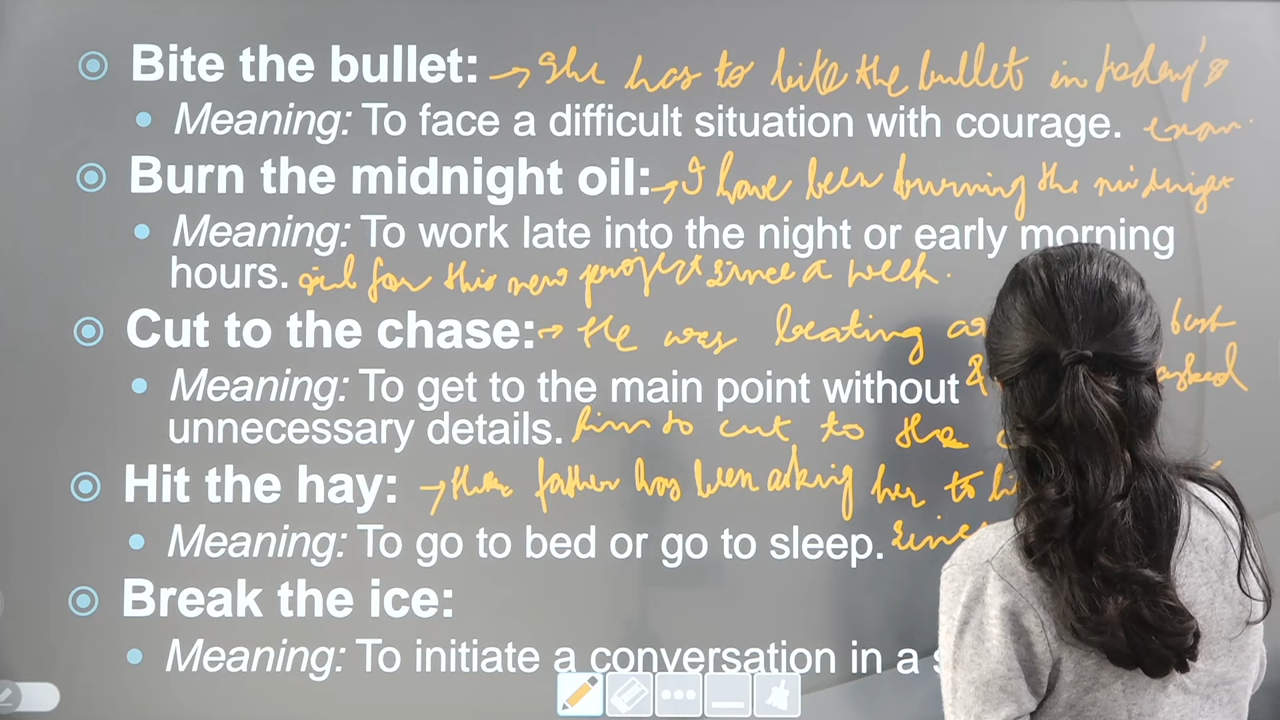 Bite the bullet: → She has to bite the bullet in today's
Meaning: To face a difficult situation with courage. exam.
Burn the midnight oil: → I have been burning the midnight
Meaning: To work late into the night or early morning
hours. oil for this new project since a week.
Cut to the chase: → He was beating bush
Meaning: To get to the main point without & asked
unnecessary details. him to cut to the
Hit the hay: → father has been asking her to
Meaning: To go to bed or go to sleep.
Break the ice:
Meaning: To initiate a conversation in a